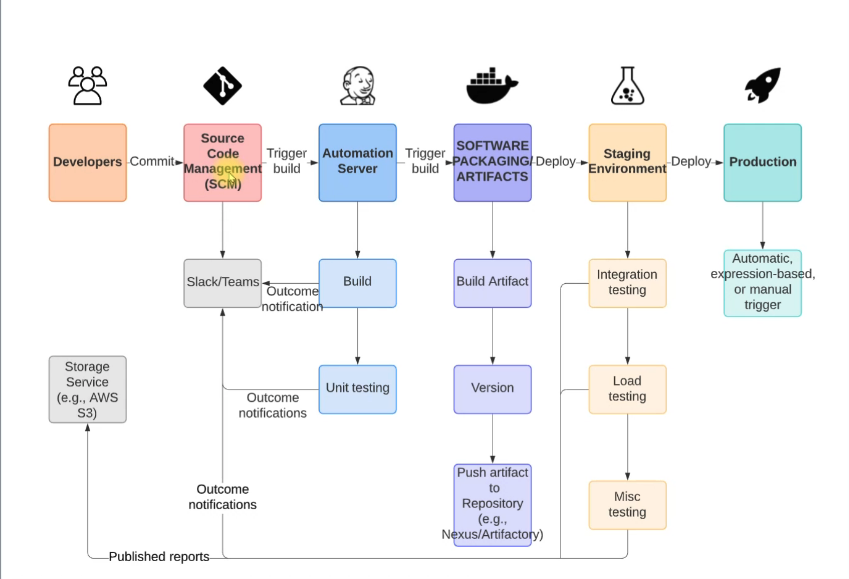 Developers
Commit
Source
Code
Management
(SCM)
Trigger
build
Automation
Server
Trigger
build
SOFTWARE
PACKAGING/
ARTIFACTS
Deploy
Staging
Environment
Deploy
Production
Slack/Teams
Outcome
notification
Build
Build Artifact
Integration
testing
Automatic,
expression-based,
or manual
trigger
Storage
Service
(e.g., AWS
S3)
Outcome
notifications
Unit testing
Version
Load
testing
Outcome
notifications
Push artifact
to
Repository
(e.g.,
Nexus/Artifactory)
Misc
testing
Published reports